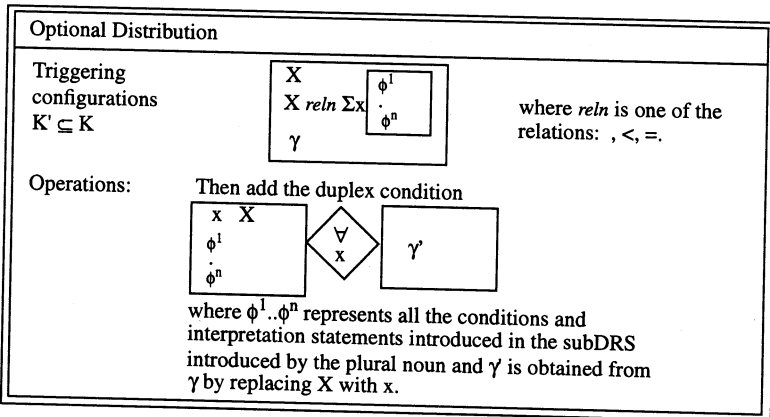 Optional Distribution
Triggering
configurations
K' ⊆ K
X
X reln Σx
ϕ¹
.
ϕⁿ
γ
where reln is one of the
relations: , <, =.
Operations:
Then add the duplex condition
x X
ϕ¹
.
ϕⁿ
∀
x
γ'
where ϕ¹..ϕⁿ represents all the conditions and
interpretation statements introduced in the subDRS
introduced by the plural noun and γ' is obtained from
γ by replacing X with x.